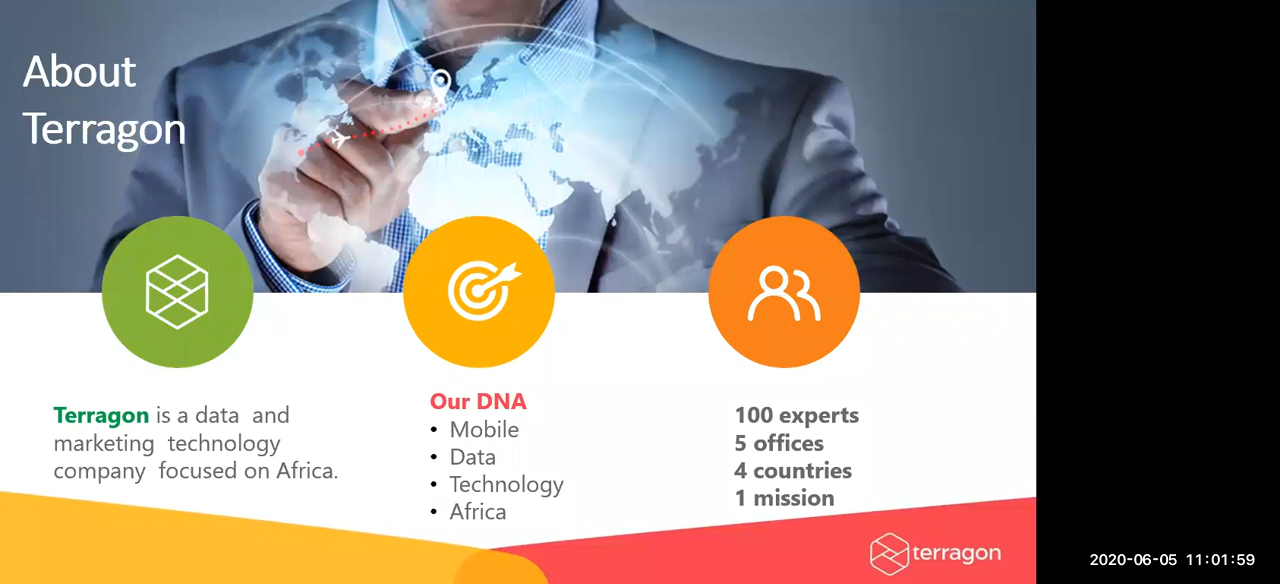 About
Terragon
Terragon is a data and
marketing technology
company focused on Africa.
Our DNA
• Mobile
• Data
• Technology
• Africa
100 experts
5 offices
4 countries
1 mission
terragon
2020-06-05 11:01:59